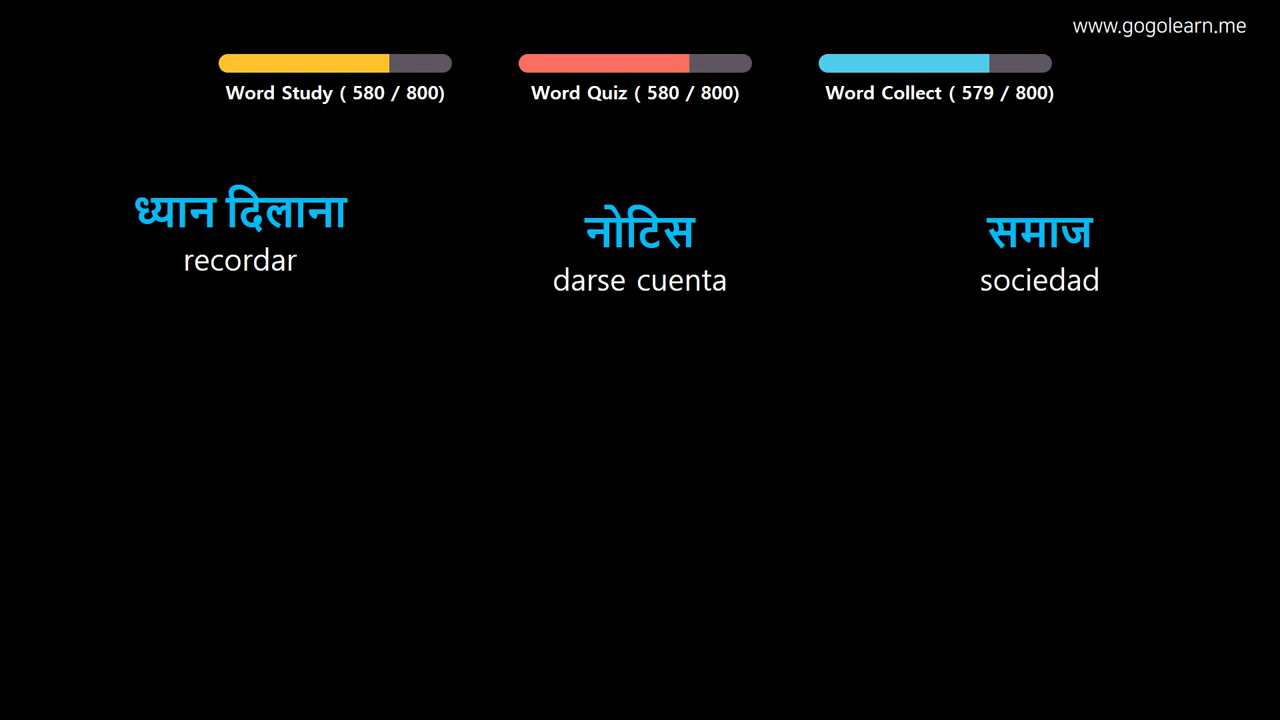 www.gogolearn.me
Word Study ( 580 / 800)
Word Quiz ( 580 / 800)
Word Collect ( 579 / 800)
ध्यान दिलाना
recordar
नोटिस
darse cuenta
समाज
sociedad